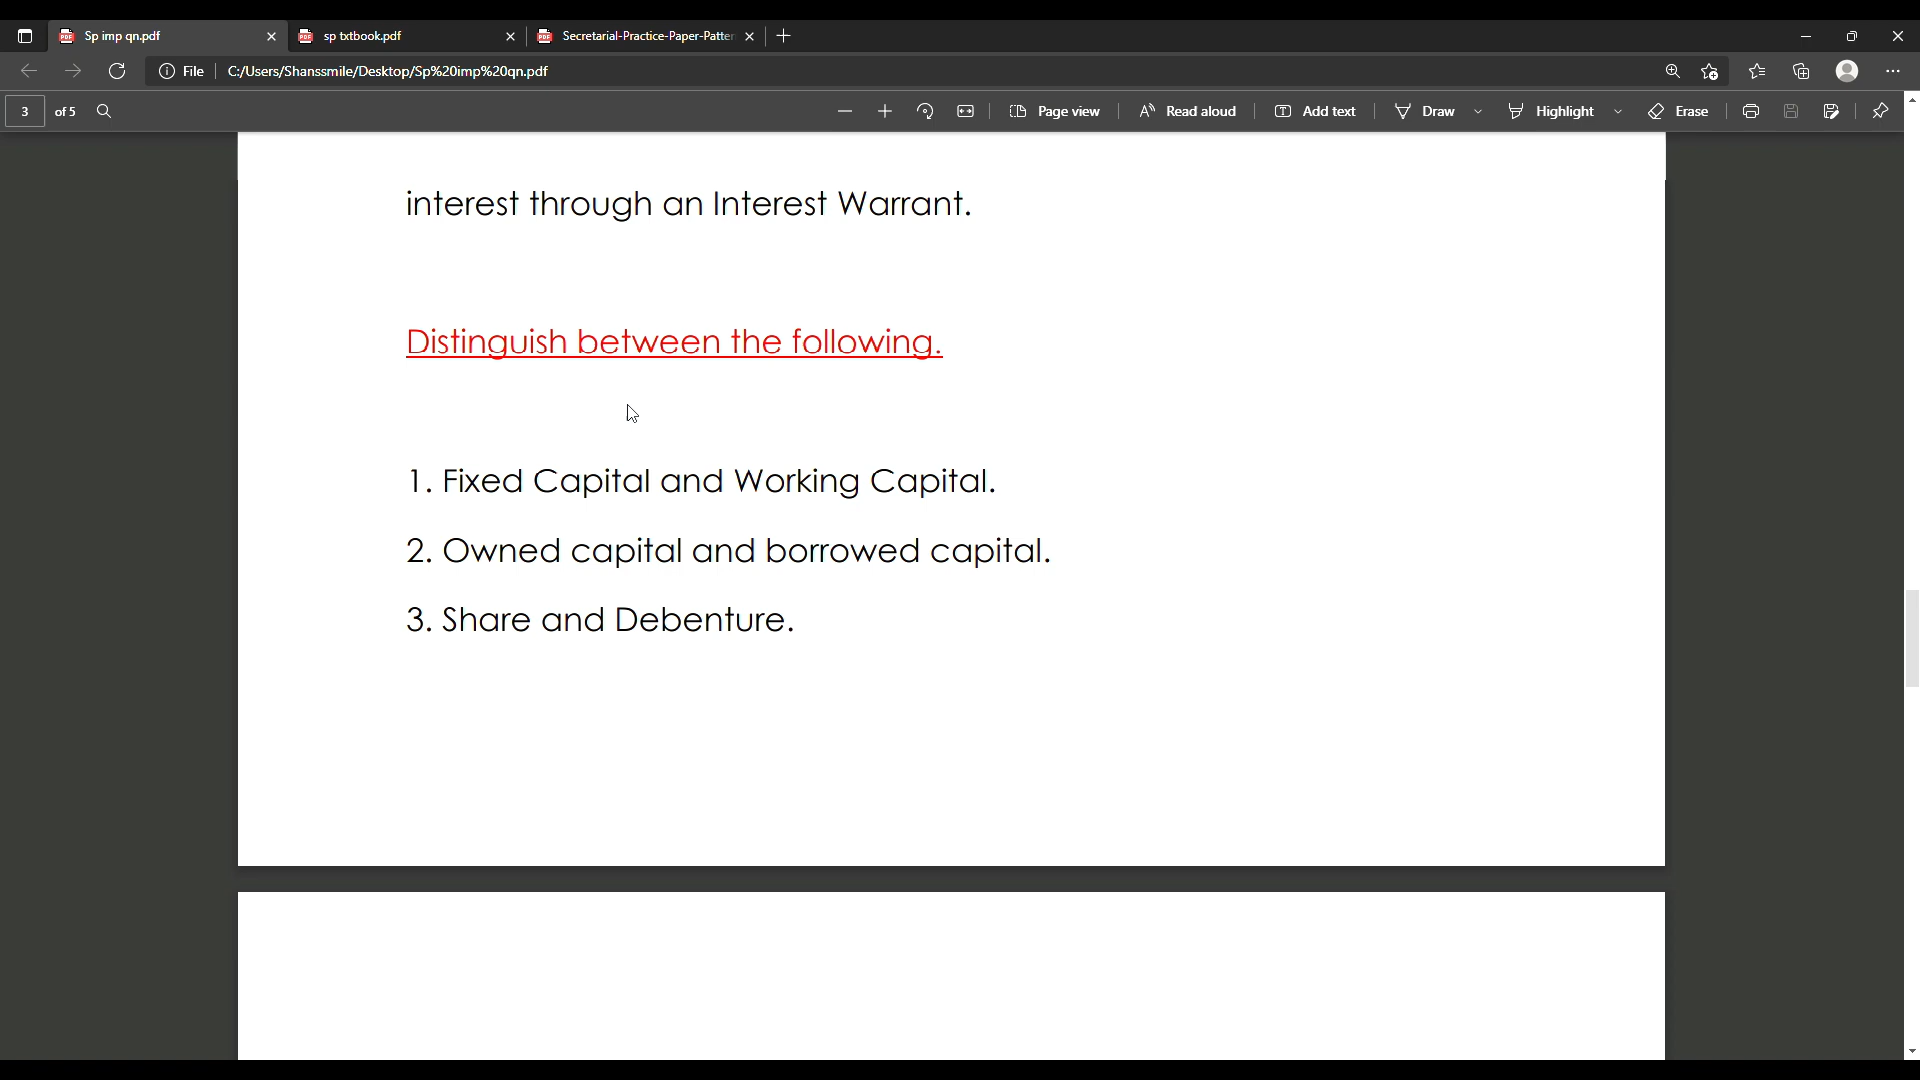 Sp imp qn.pdf
sp txtbook.pdf
Secretarial-Practice-Paper-Patter
File
C:/Users/Shanssmile/Desktop/Sp%20imp%20qn.pdf
3 of 5
Page view
Read aloud
Add text
Draw
Highlight
Erase
interest through an Interest Warrant.
Distinguish between the following.
1. Fixed Capital and Working Capital.
2. Owned capital and borrowed capital.
3. Share and Debenture.